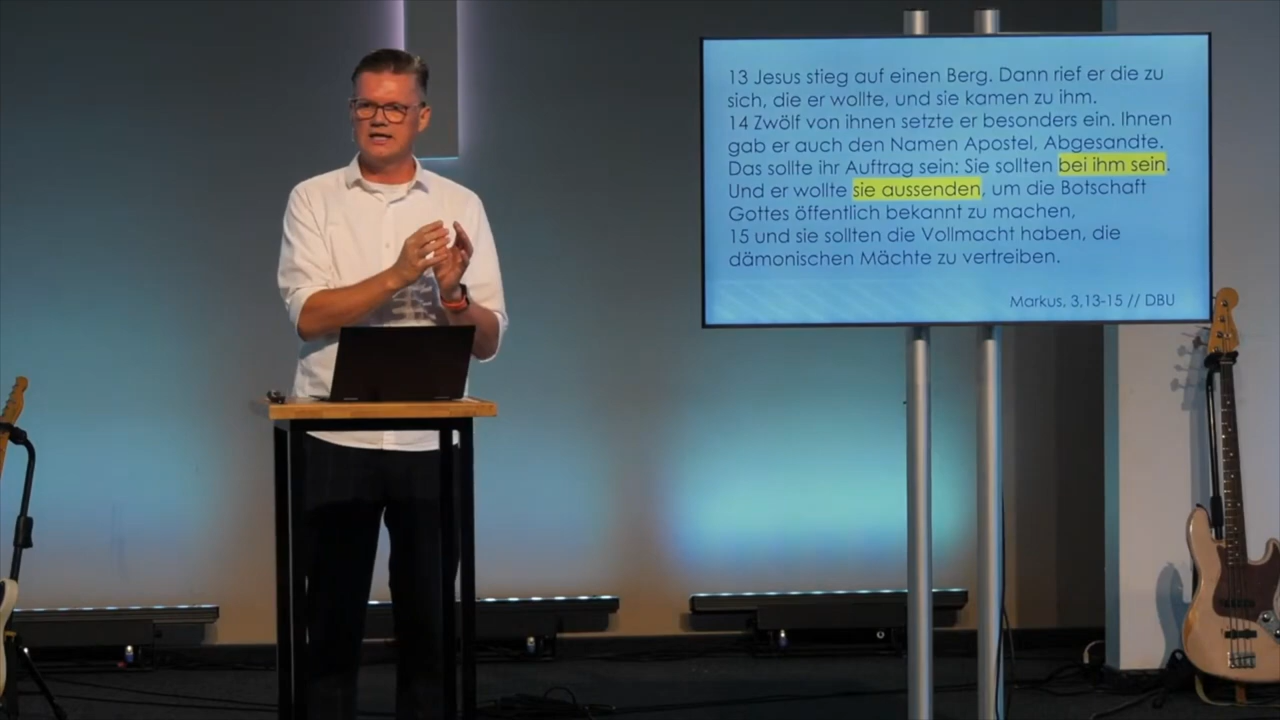 13 Jesus stieg auf einen Berg. Dann rief er die zu
sich, die er wollte, und sie kamen zu ihm.
14 Zwölf von ihnen setzte er besonders ein. Ihnen
gab er auch den Namen Apostel, Abgesandte.
Das sollte ihr Auftrag sein: Sie sollten bei ihm sein.
Und er wollte sie aussenden, um die Botschaft
Gottes öffentlich bekannt zu machen,
15 und sie sollten die Vollmacht haben, die
dämonischen Mächte zu vertreiben.
Markus, 3,13-15 // DBU